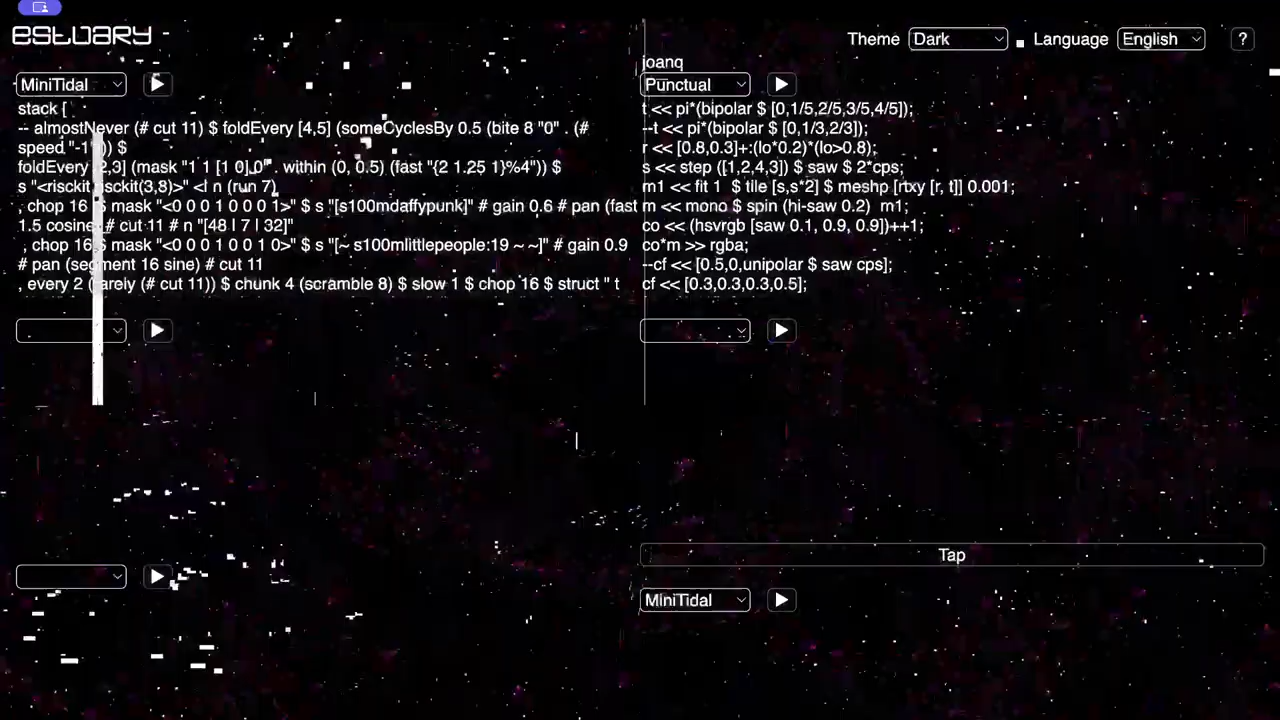 estuary
Theme Dark Language English ?
MiniTidal
stack [
-- almostNever (# cut 11) $ foldEvery [4,5] (someCyclesBy 0.5 (bite 8 "0" . (#
speed "-1"))) $
foldEvery [2,3] (mask "1 1 [1 0] 0" . within (0, 0.5) (fast "{2 1.25 1}%4")) $
s "<risckit risckit(3,8)>" <| n (run 7)
, chop 16 $ mask "<0 0 0 1 0 0 0 1>" $ s "[s100mdaffypunk]" # gain 0.6 # pan (fast
1.5 cosine) # cut 11 # n "[48 | 7 | 32]"
, chop 16 $ mask "<0 0 0 1 0 0 1 0>" $ s "[~ s100mlittlepeople:19 ~ ~]" # gain 0.9
# pan (segment 16 sine) # cut 11
, every 2 (rarely (# cut 11)) $ chunk 4 (scramble 8) $ slow 1 $ chop 16 $ struct " t
joanq
Punctual
t << pi*(bipolar $ [0,1/5,2/5,3/5,4/5]);
--t << pi*(bipolar $ [0,1/3,2/3]);
r << [0.8,0.3]+:(lo*0.2)*(lo>0.8);
s << step ([1,2,4,3]) $ saw $ 2*cps;
m1 << fit 1 $ tile [s,s*2] $ meshp [rtxy [r, t]] 0.001;
m << mono $ spin (hi-saw 0.2) m1;
co << (hsvrgb [saw 0.1, 0.9, 0.9])++1;
co*m >> rgba;
--cf << [0.5,0,unipolar $ saw cps];
cf << [0.3,0.3,0.3,0.5];
Tap
MiniTidal